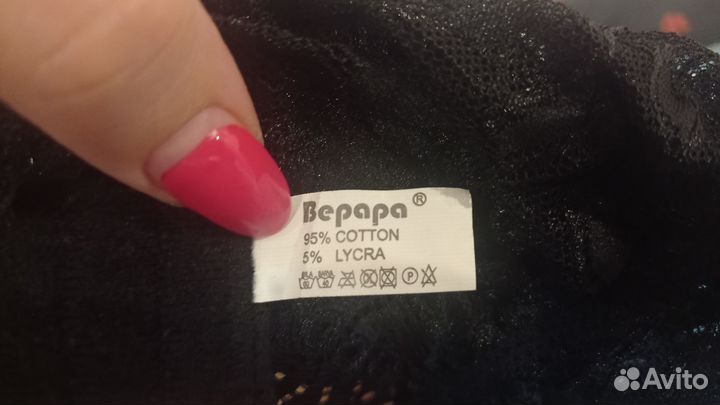 Bepapa®
95% COTTON
5% LYCRA
P
Avito